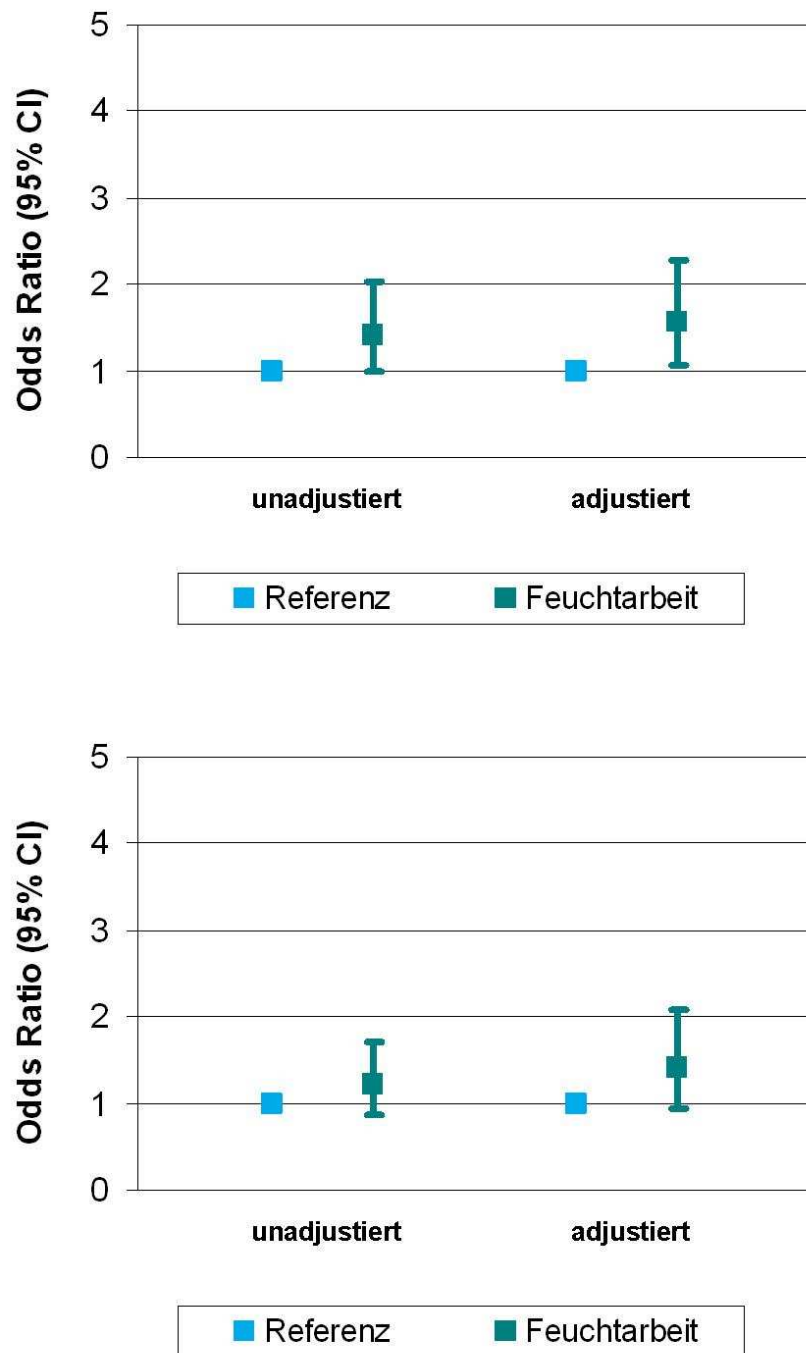 Odds Ratio (95% CI)
5
4
3
2
1
0
unadjustiert adjustiert
Referenz Feuchtarbeit
Odds Ratio (95% CI)
5
4
3
2
1
0
unadjustiert adjustiert
Referenz Feuchtarbeit